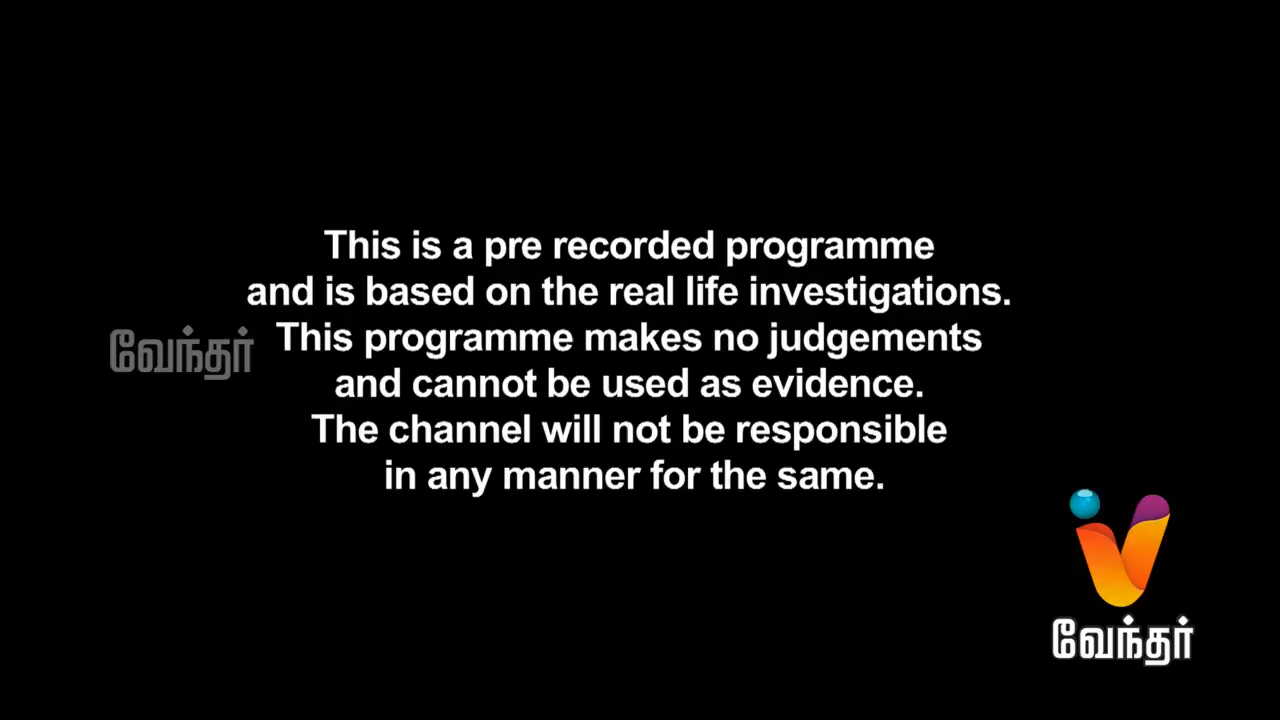 This is a pre recorded programme
and is based on the real life investigations.
வேந்தர்
This programme makes no judgements
and cannot be used as evidence.
The channel will not be responsible
in any manner for the same.
வேந்தர்